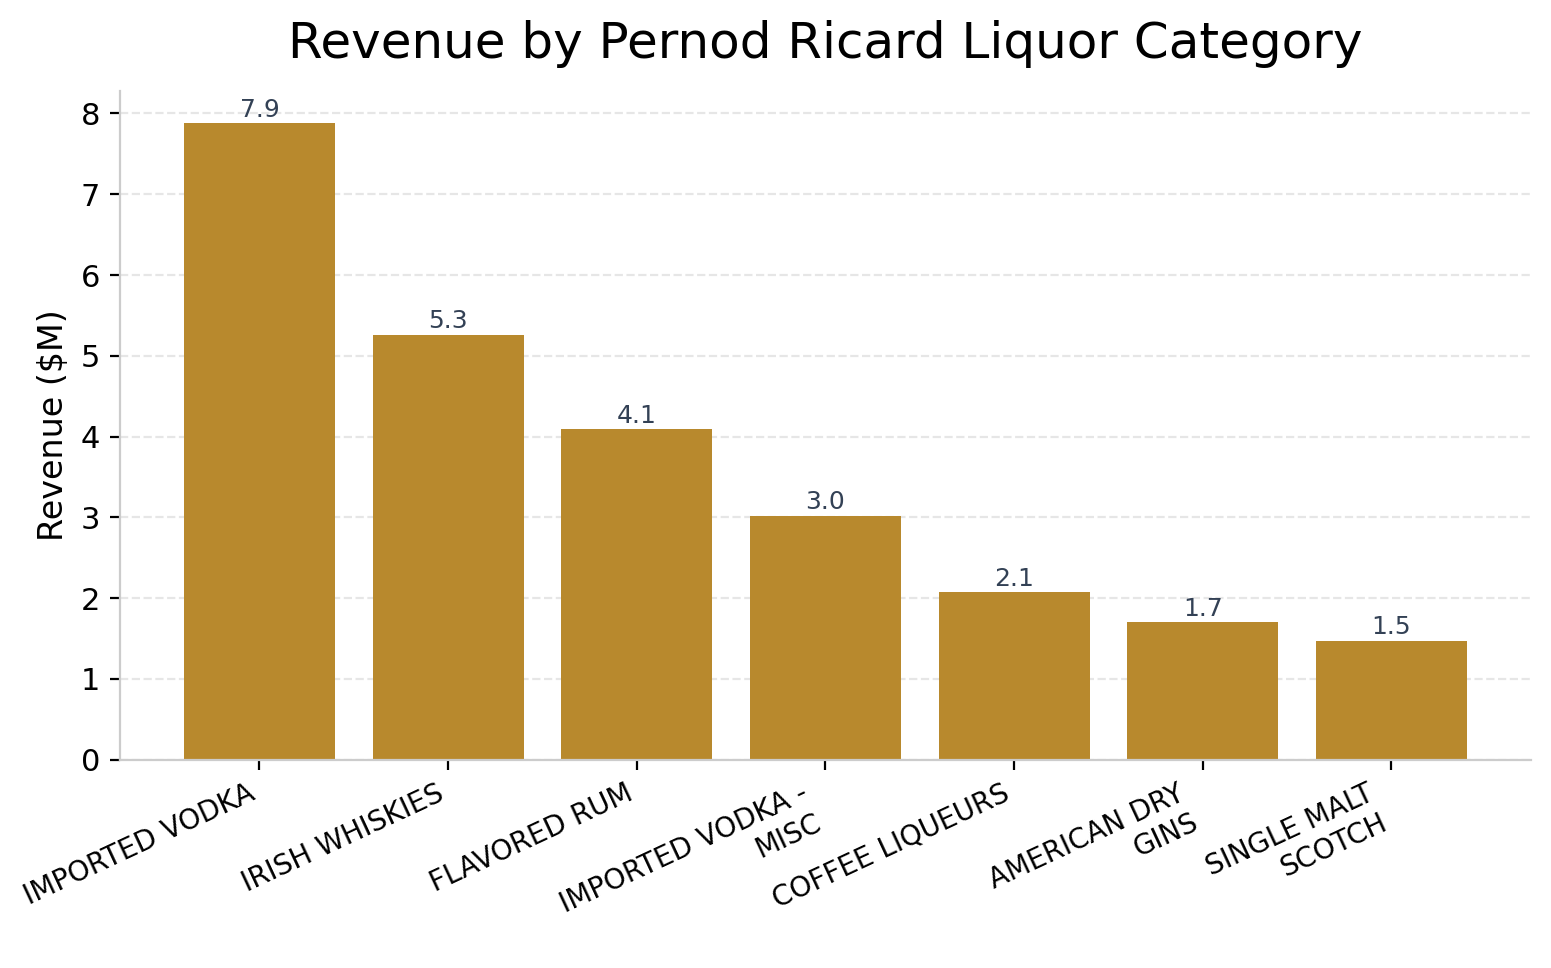 Revenue by Pernod Ricard Liquor Category
Revenue ($M)
8
7
6
5
4
3
2
1
0
7.9
5.3
4.1
3.0
2.1
1.7
1.5
IMPORTED VODKA
IRISH WHISKIES
FLAVORED RUM
IMPORTED VODKA -
MISC
COFFEE LIQUEURS
AMERICAN DRY
GINS
SINGLE MALT
SCOTCH